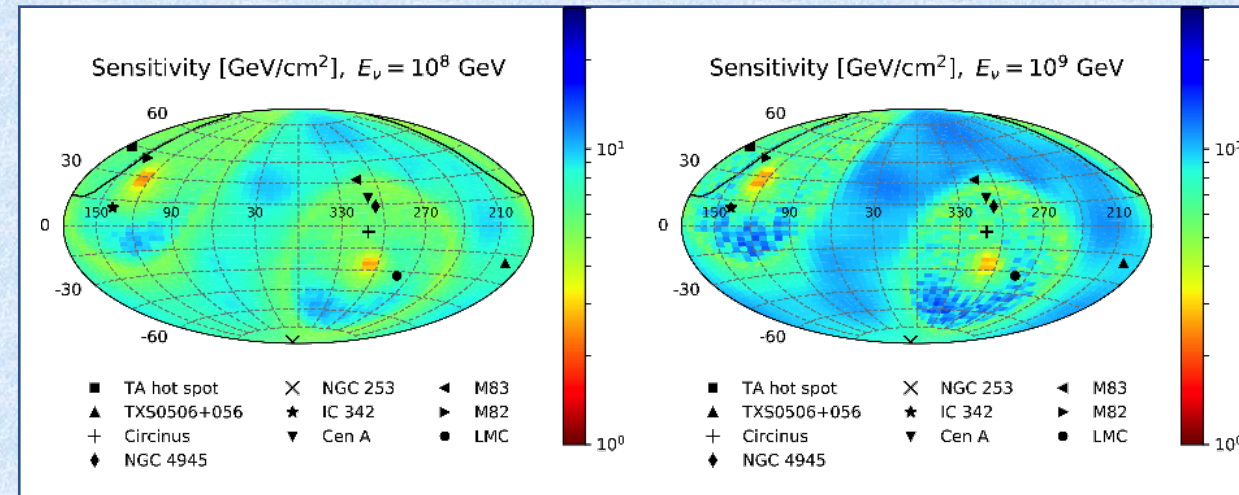 Sensitivity [GeV/cm²], Eᵥ = 10⁸ GeV
60
30
0
-30
-60
150 90 30 330 270 210
10¹
10⁰
■ TA hot spot × NGC 253 ◄ M83
▲ TXS0506+056 ★ IC 342 ► M82
+ Circinus ▼ Cen A ● LMC
♦ NGC 4945
Sensitivity [GeV/cm²], Eᵥ = 10⁹ GeV
60
30
0
-30
-60
150 90 30 330 270 210
10⁰
■ TA hot spot × NGC 253 ◄ M83
▲ TXS0506+056 ★ IC 342 ► M82
+ Circinus ▼ Cen A ● LMC
♦ NGC 4945